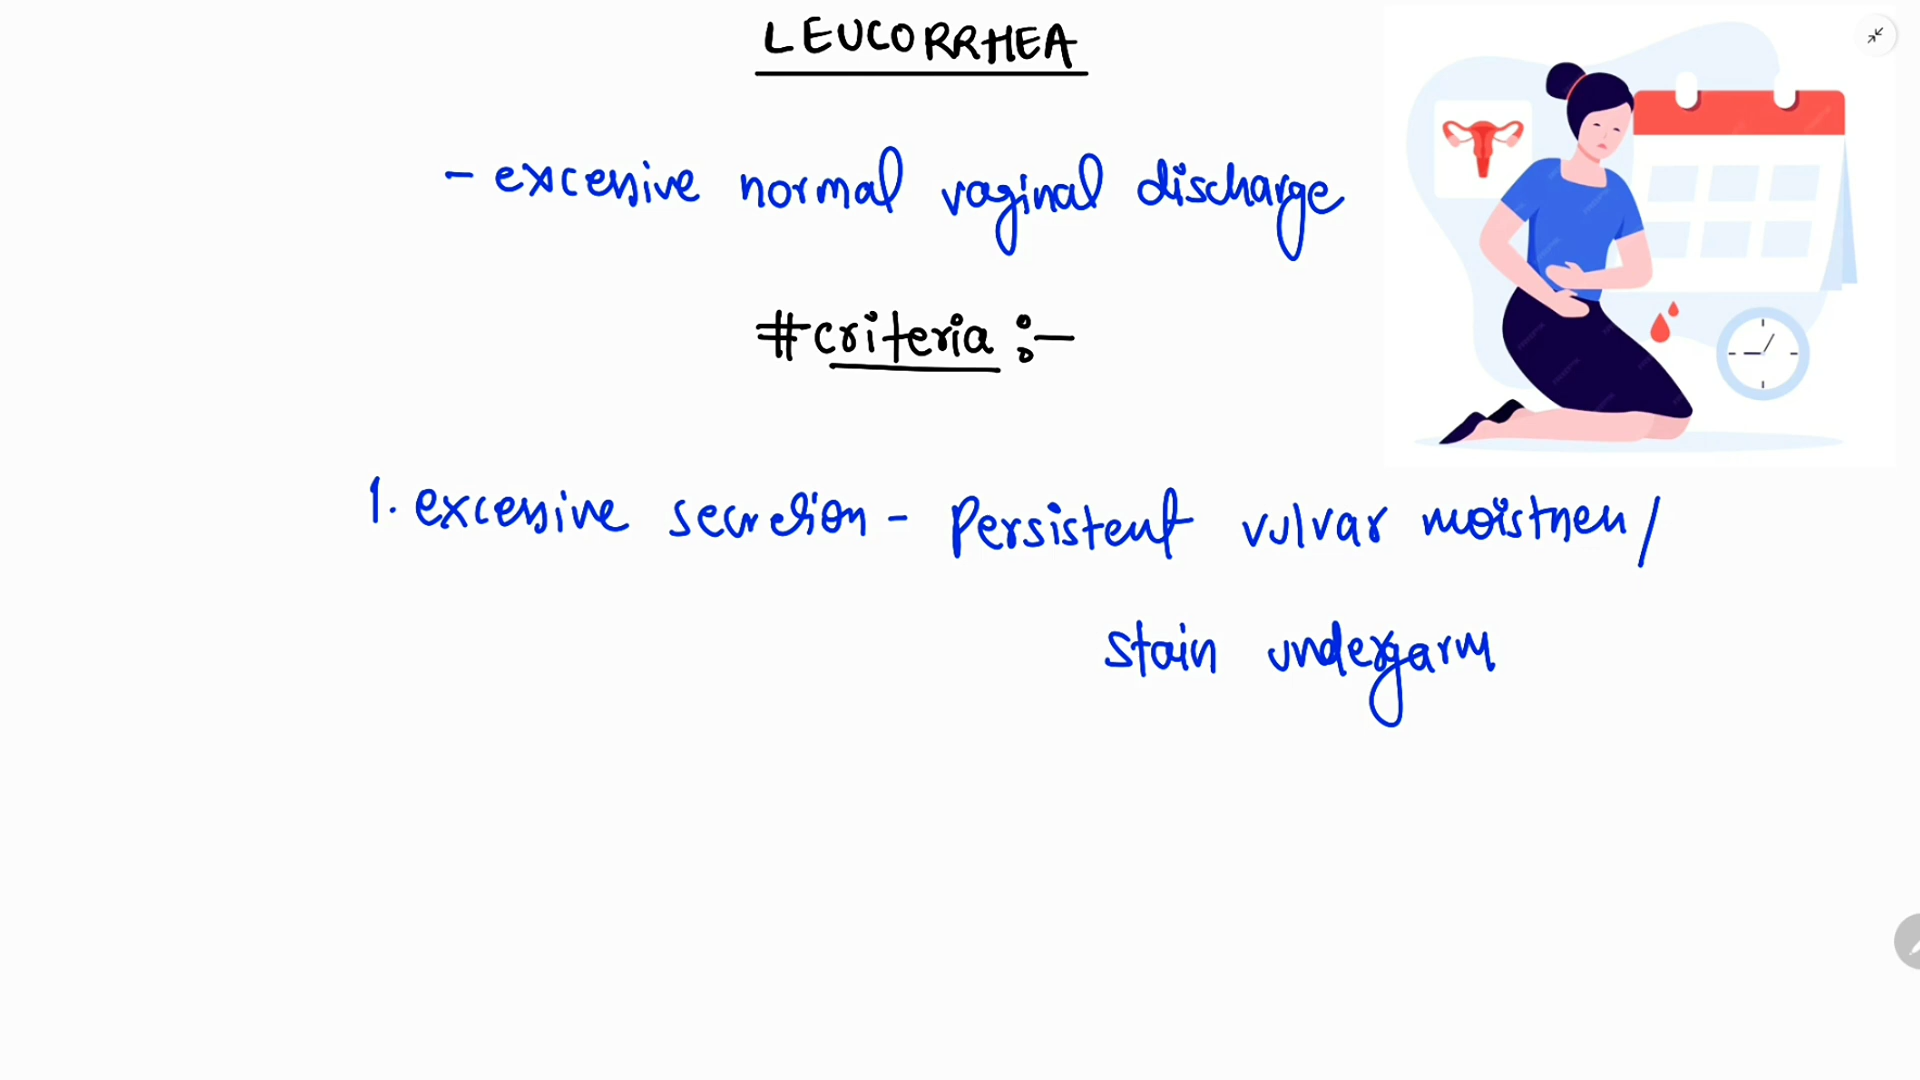 LEUCORRHEA
- excessive normal vaginal discharge
#criteria :-
1. excessive secretion - Persistent vulvar moistness/
stain undergarm